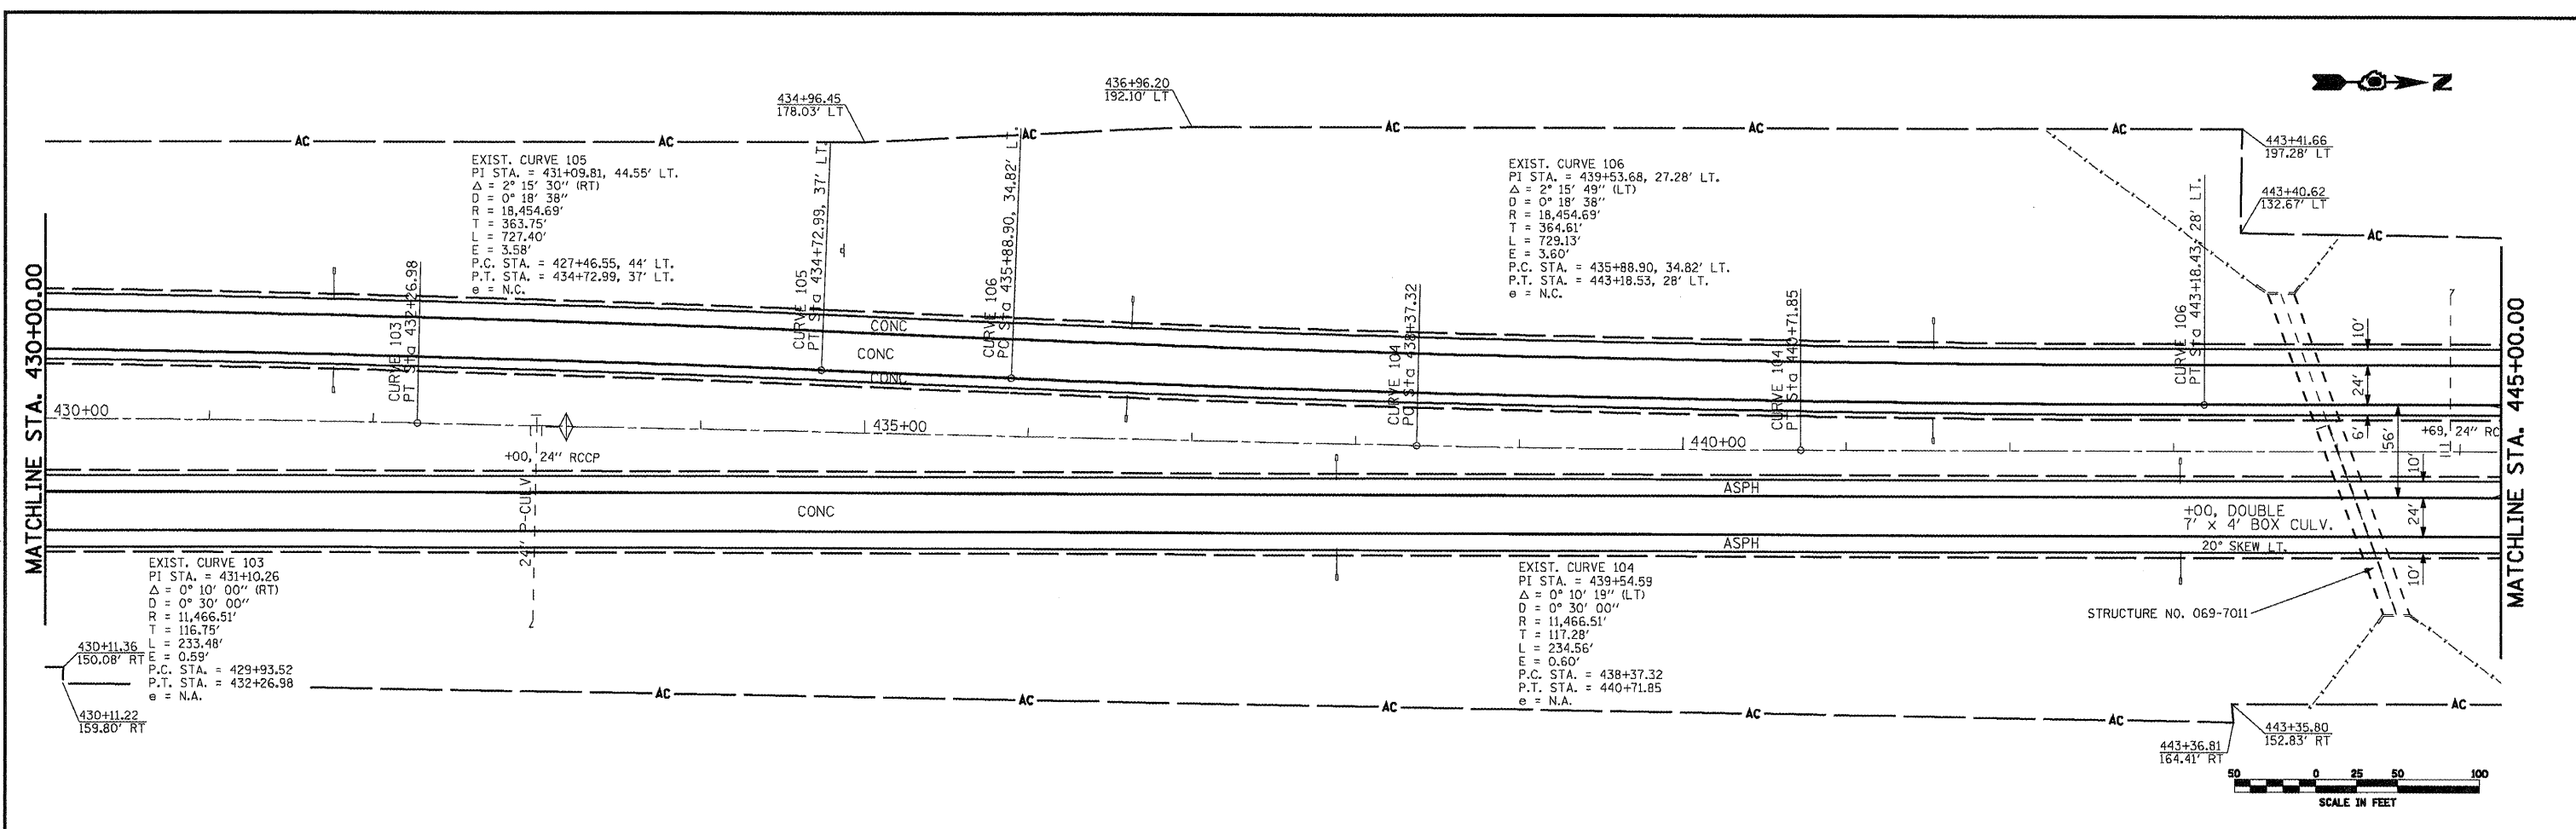 N
434+96.45
178.03' LT
436+96.20
192.10' LT
AC
AC
AC
AC
AC
AC
443+41.66
197.28' LT
443+40.62
132.67' LT
AC
EXIST. CURVE 105
PI STA. = 431+09.81, 44.55' LT.
Δ = 2° 15' 30" (RT)
D = 0° 18' 38"
R = 18,454.69'
T = 363.75'
L = 727.40'
E = 3.58'
P.C. STA. = 427+46.55, 44' LT.
P.T. STA. = 434+72.99, 37' LT.
e = N.C.
EXIST. CURVE 106
PI STA. = 439+53.68, 27.28' LT.
Δ = 2° 15' 49" (LT)
D = 0° 18' 38"
R = 18,454.69'
T = 364.61'
L = 729.13'
E = 3.60'
P.C. STA. = 435+88.90, 34.82' LT.
P.T. STA. = 443+18.53, 28' LT.
e = N.C.
MATCHLINE STA. 430+00.00
CURVE 103
PT Sta 432+26.98
CURVE 105
PT Sta 434+72.99, 37' LT.
CURVE 106
PC Sta 435+88.90, 34.82' LT.
CURVE 104
PC Sta 438+37.32
CURVE 104
PT Sta 440+71.85
CURVE 106
PT Sta 443+18.43, 28' LT.
MATCHLINE STA. 445+00.00
CONC
CONC
CONC
10'
24'
6'
56'
10'
24'
10'
430+00
435+00
440+00
+69, 24" RC
+00, 24" RCCP
24" P-CULV
ASPH
CONC
+00, DOUBLE
7' x 4' BOX CULV.
ASPH
20° SKEW LT.
EXIST. CURVE 103
PI STA. = 431+10.26
Δ = 0° 10' 00" (RT)
D = 0° 30' 00"
R = 11,466.51'
T = 116.75'
L = 233.48'
E = 0.59'
P.C. STA. = 429+93.52
P.T. STA. = 432+26.98
e = N.A.
EXIST. CURVE 104
PI STA. = 439+54.59
Δ = 0° 10' 19" (LT)
D = 0° 30' 00"
R = 11,466.51'
T = 117.28'
L = 234.56'
E = 0.60'
P.C. STA. = 438+37.32
P.T. STA. = 440+71.85
e = N.A.
STRUCTURE NO. 069-7011
430+11.36
150.08' RT
430+11.22
159.80' RT
AC
AC
AC
AC
AC
AC
443+35.80
152.83' RT
443+36.81
164.41' RT
50 0 25 50 100
SCALE IN FEET